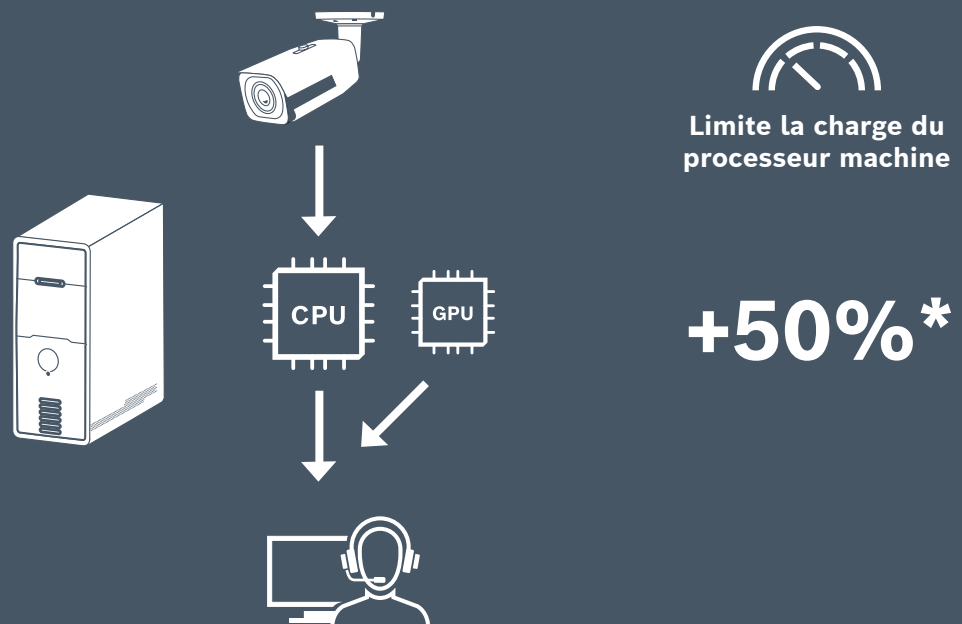 Limite la charge du
processeur machine
CPU
GPU
+50%*